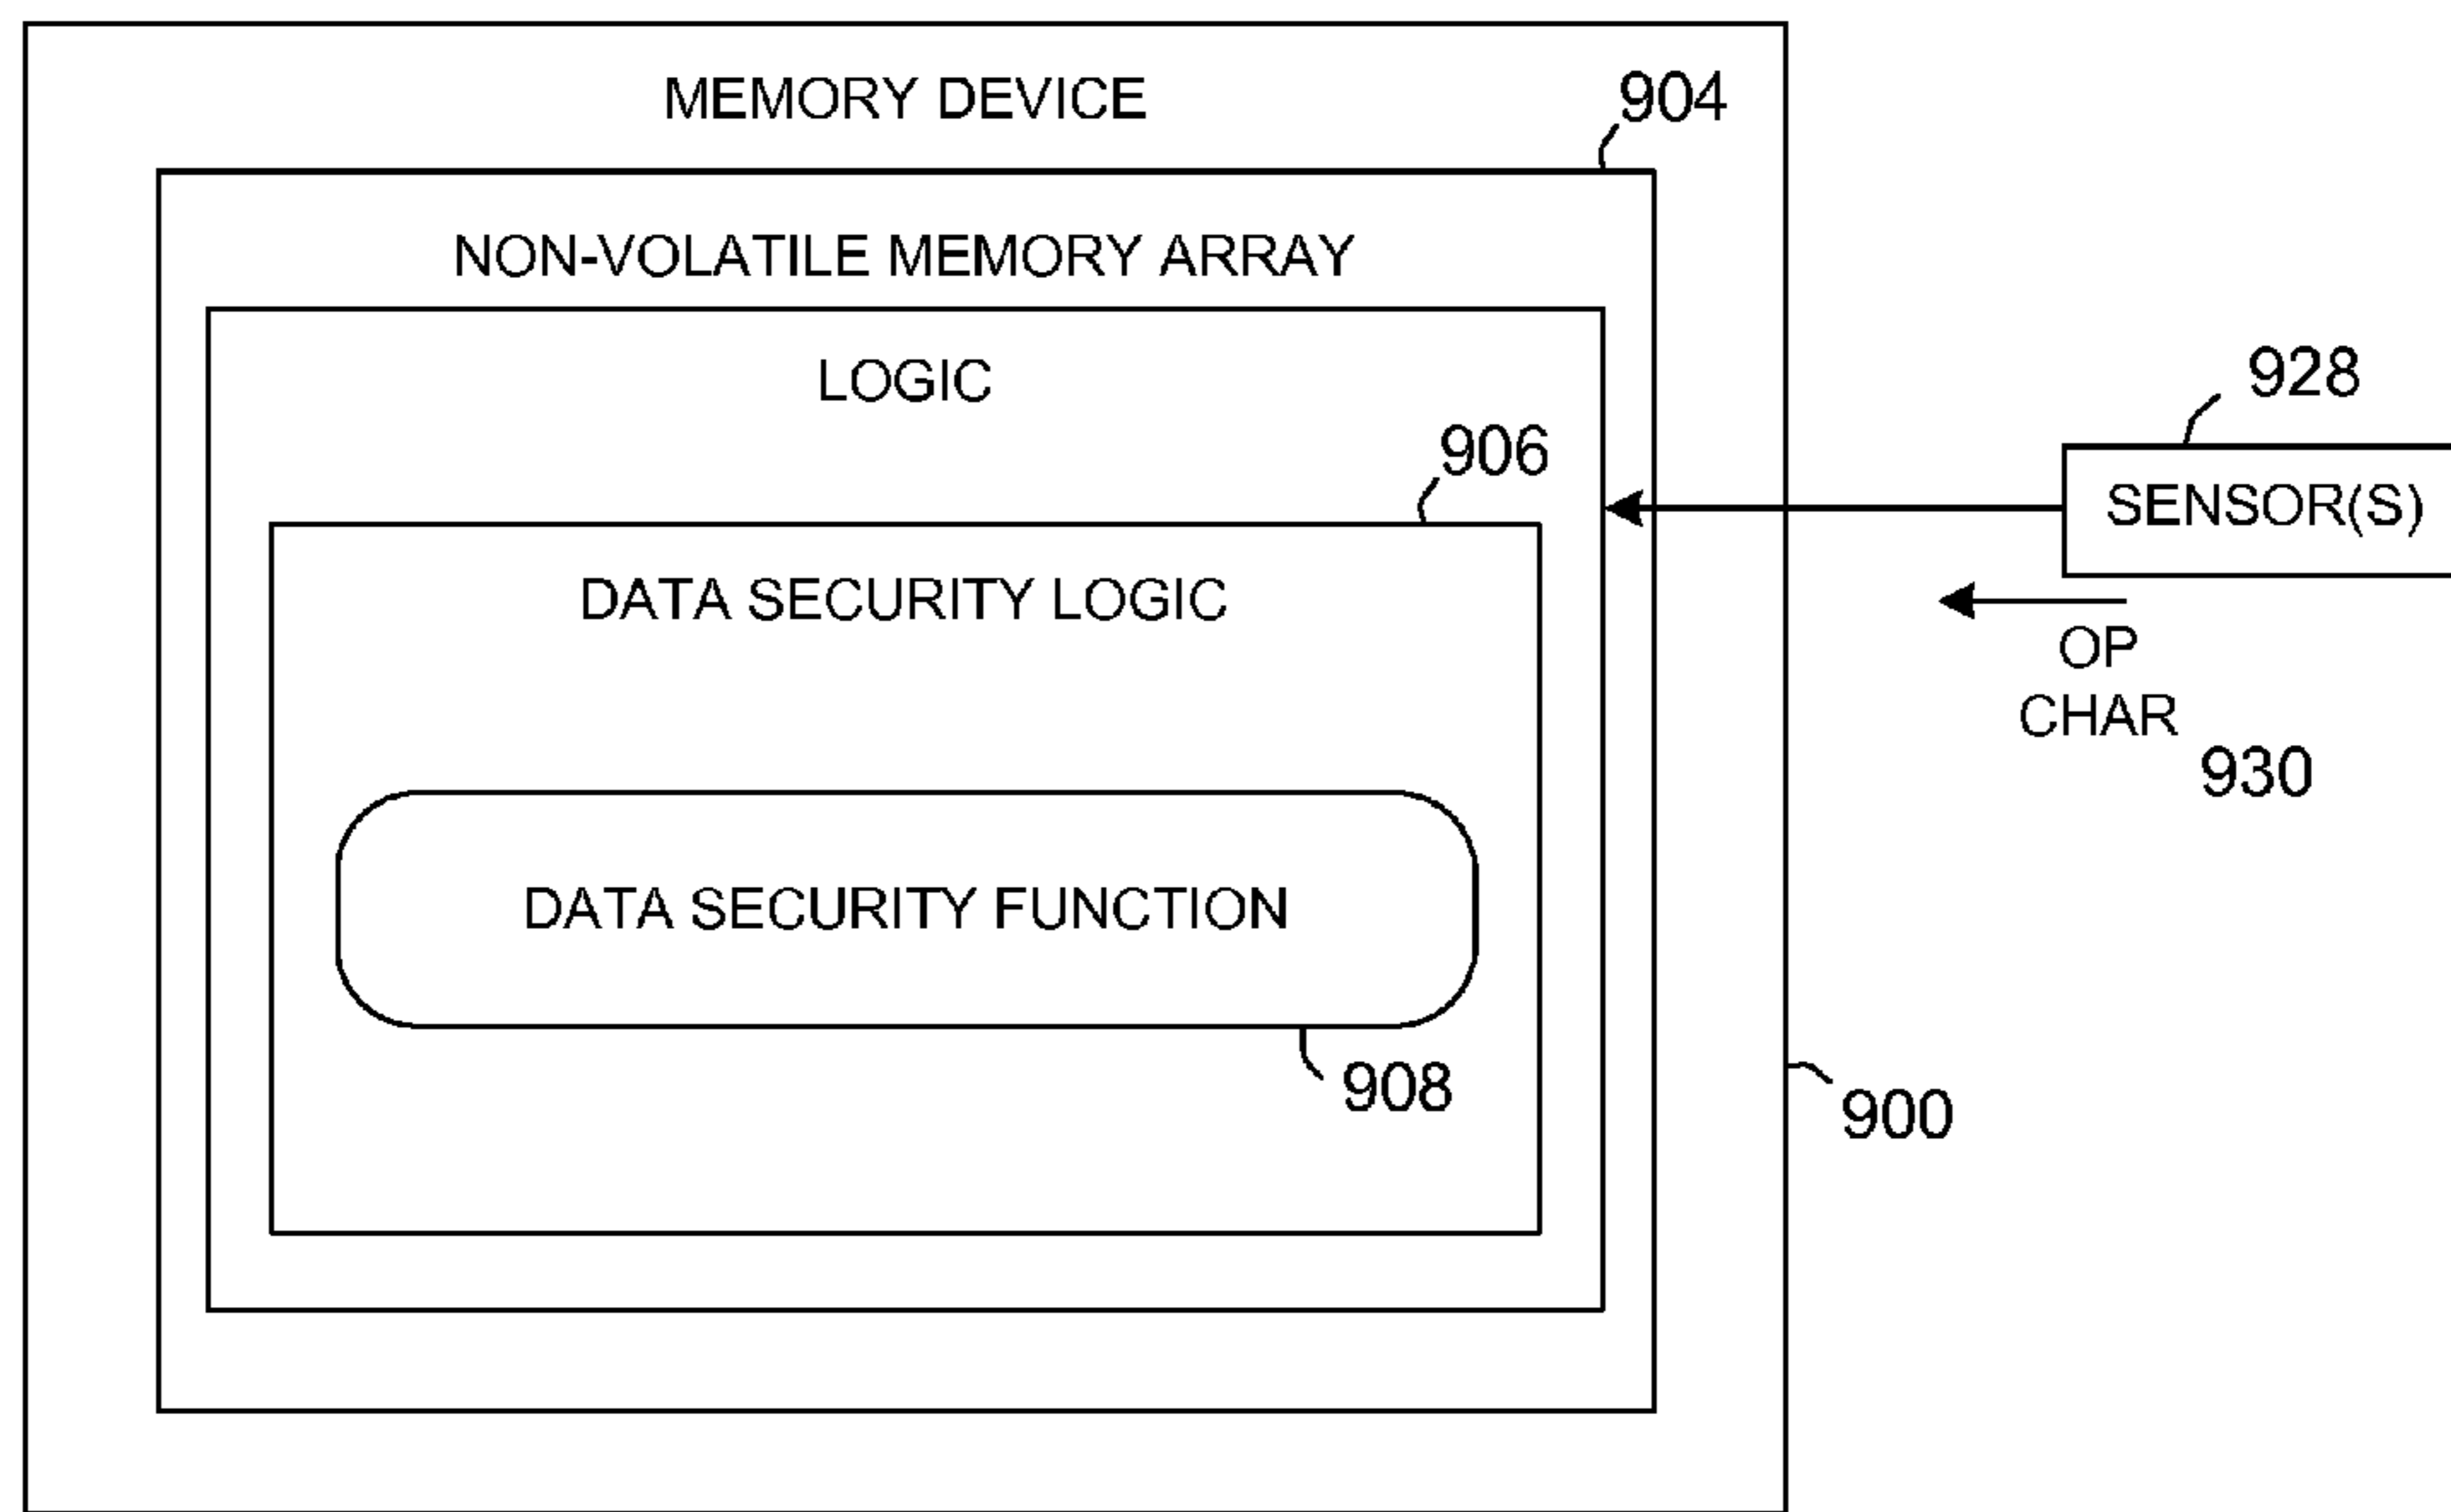 MEMORY DEVICE
904
NON-VOLATILE MEMORY ARRAY
LOGIC
928
906
SENSOR(S)
DATA SECURITY LOGIC
OP
CHAR
930
DATA SECURITY FUNCTION
908
900